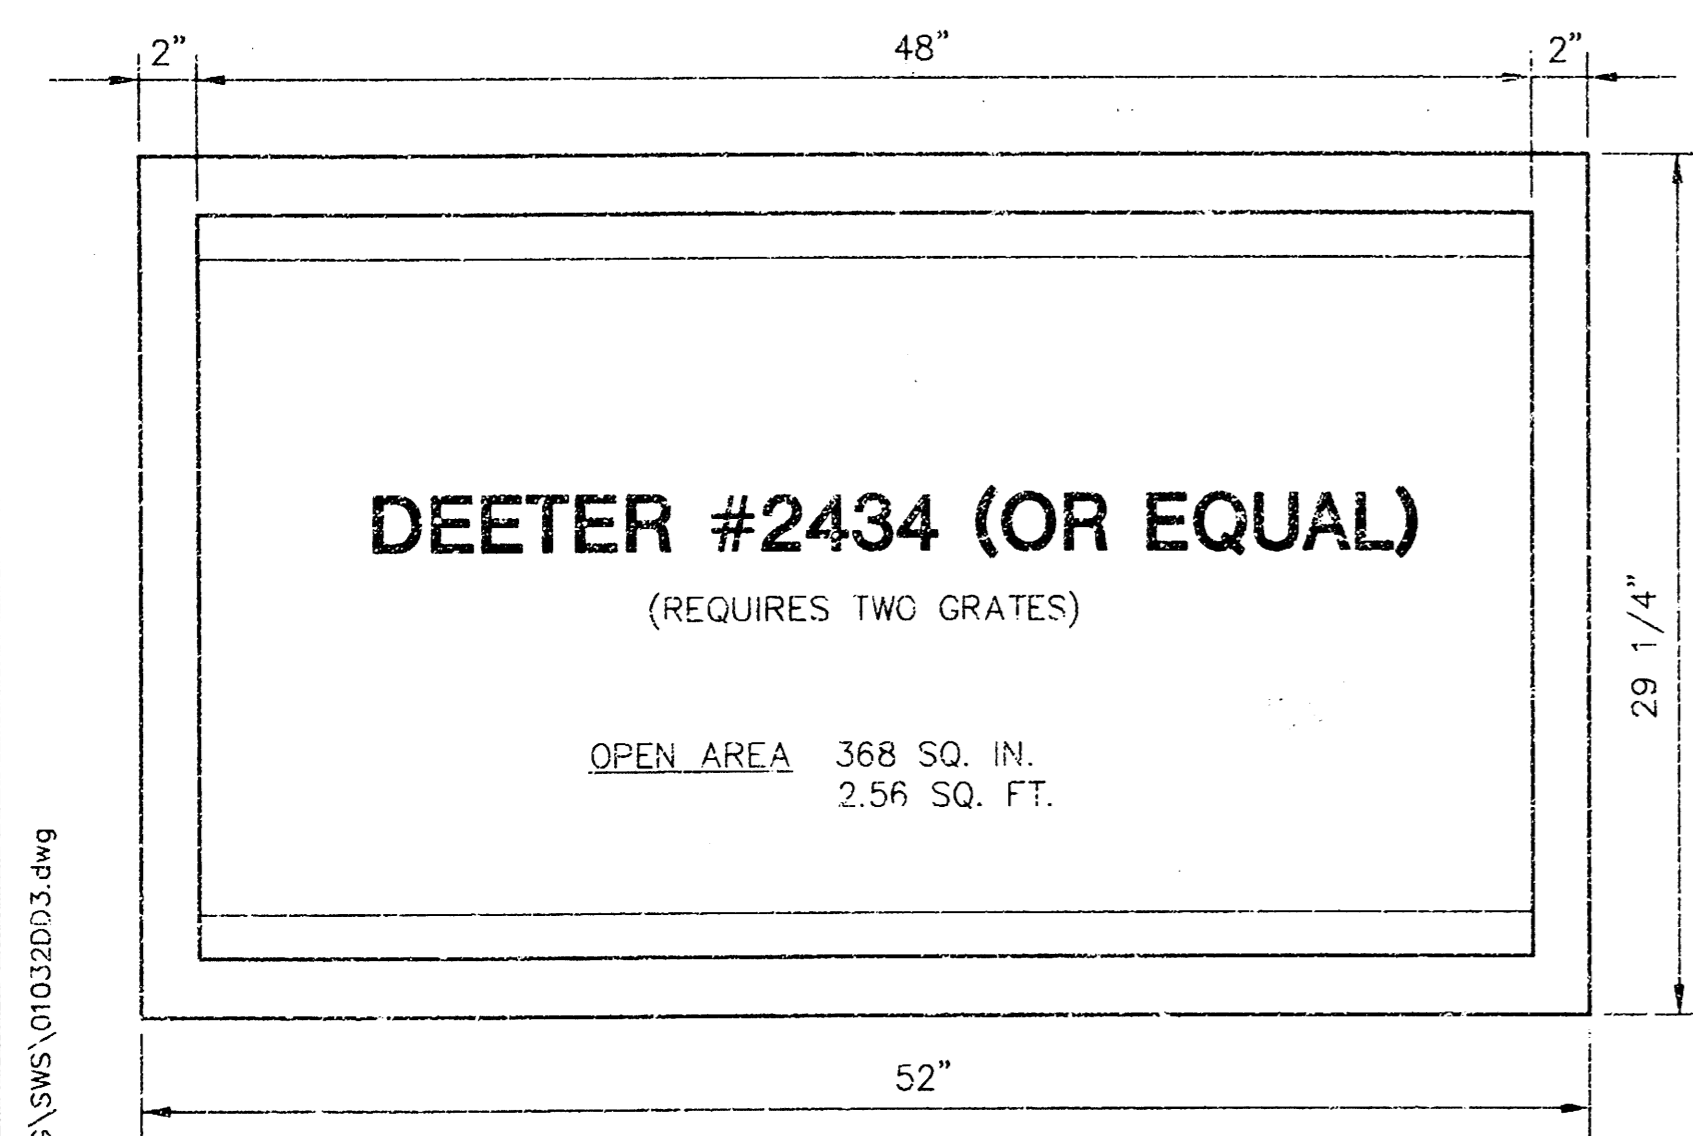 2" 48" 2"
DEETER #2434 (OR EQUAL)
(REQUIRES TWO GRATES)
29 1/4"
OPEN AREA 368 SQ. IN.
2.56 SQ. FT.
52"
\SWS\01032DD3.dwg